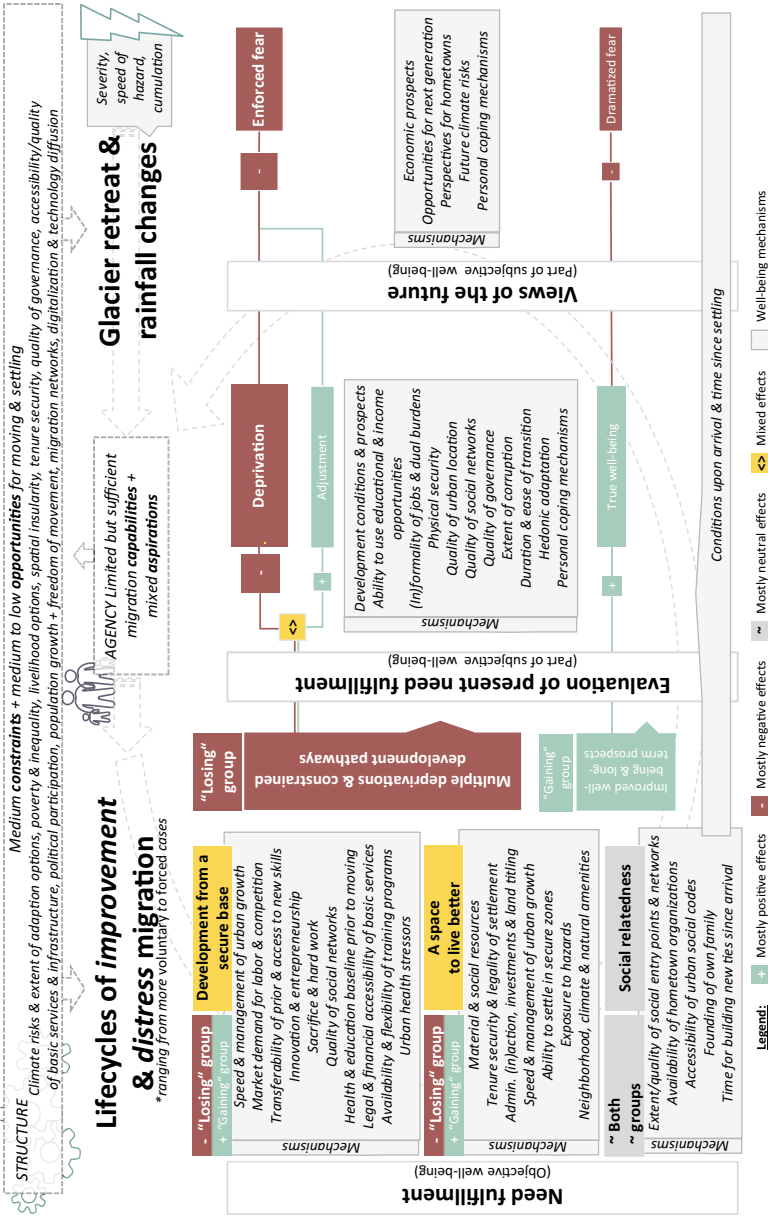 STRUCTURE
Medium constraints + medium to low opportunities for moving & settling
Climate risks & extent of adaption options, poverty & inequality, livelihood options, spatial insularity, tenure security, quality of governance, accessibility/quality
of basic services & infrastructure, political participation, population growth + freedom of movement, migration networks, digitalization & technology diffusion
Lifecycles of improvement
& distress migration
*ranging from more voluntary to forced cases
AGENCY Limited but sufficient
migration capabilities +
mixed aspirations
Glacier retreat &
rainfall changes
Severity,
speed of
hazard,
cumulation
Need fulfillment
(Objective well-being)
- "Losing" group
+ "Gaining" group
Development from a
secure base
Mechanisms
Speed & management of urban growth
Market demand for labor & competition
Transferability of prior & access to new skills
Innovation & entrepreneurship
Sacrifice & hard work
Quality of social networks
Health & education baseline prior to moving
Legal & financial accessibility of basic services
Availability & flexibility of training programs
Urban health stressors
- "Losing" group
+ "Gaining" group
A space
to live better
Mechanisms
Material & social resources
Tenure security & legality of settlement
Admin. (in)action, investments & land titling
Speed & management of urban growth
Ability to settle in secure zones
Exposure to hazards
Neighborhood, climate & natural amenities
~ Both
~ groups
Social relatedness
Mechanisms
Extent/quality of social entry points & networks
Availability of hometown organizations
Accessibility of urban social codes
Founding of own family
Time for building new ties since arrival
"Losing"
group
Multiple deprivations & constrained
development pathways
"Gaining"
group
Improved well-
being & long-
term prospects
Evaluation of present need fulfillment
(Part of subjective well-being)
<>
-
Deprivation
+
Adjustment
Mechanisms
Development conditions & prospects
Ability to use educational & income
opportunities
(In)formality of jobs & dual burdens
Physical security
Quality of urban location
Quality of social networks
Quality of governance
Extent of corruption
Duration & ease of transition
Hedonic adaptation
Personal coping mechanisms
+
True well-being
Views of the future
(Part of subjective well-being)
-
Enforced fear
Mechanisms
Economic prospects
Opportunities for next generation
Perspectives for hometowns
Future climate risks
Personal coping mechanisms
-
Dramatized fear
Conditions upon arrival & time since settling
Legend:
+ Mostly positive effects
- Mostly negative effects
~ Mostly neutral effects
<> Mixed effects
Well-being mechanisms